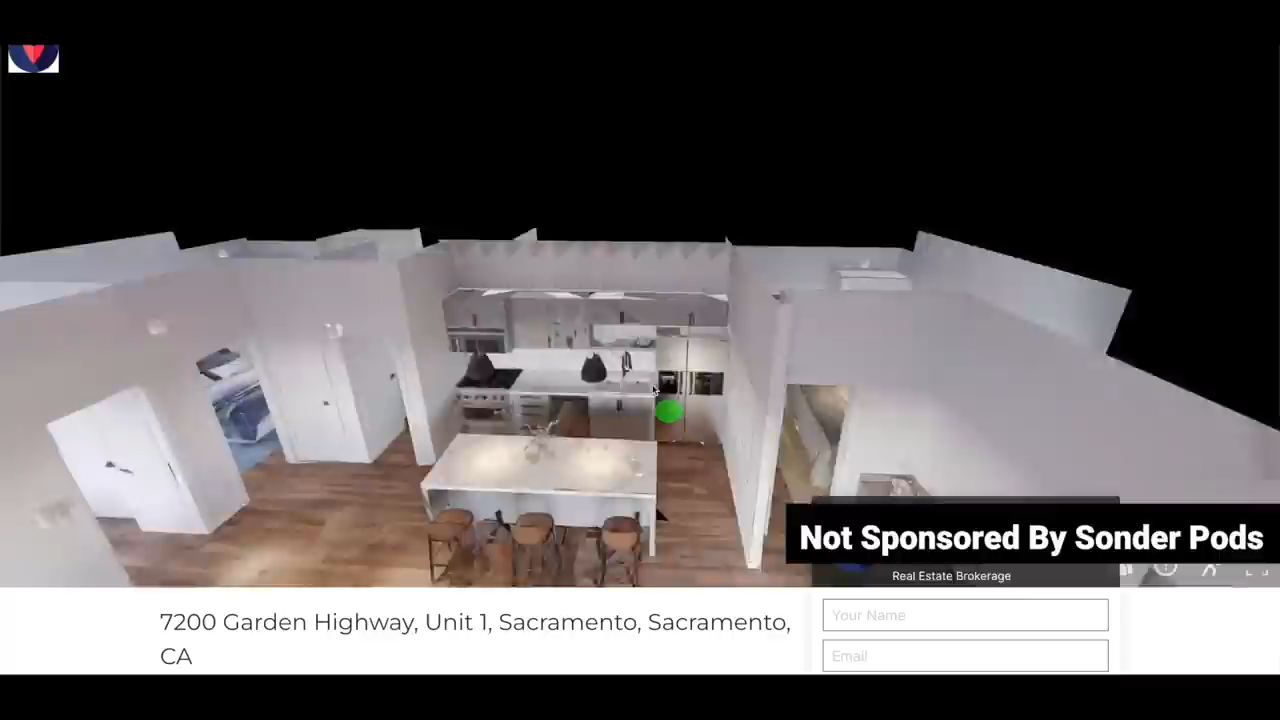 Not Sponsored By Sonder Pods
Real Estate Brokerage
7200 Garden Highway, Unit 1, Sacramento, Sacramento,
CA
Your Name
Email